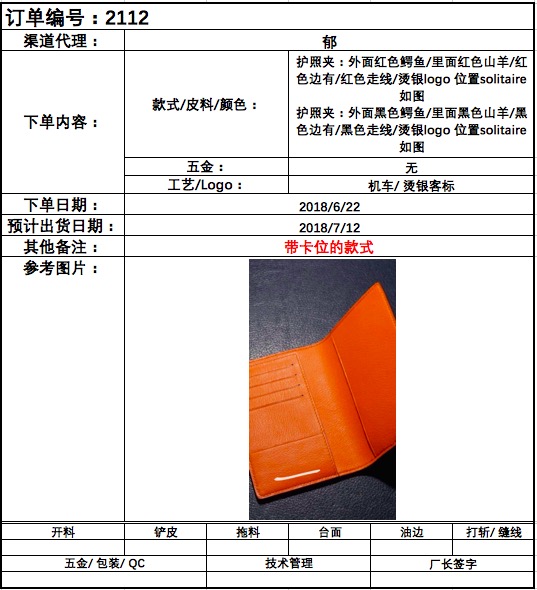 订单编号：2112
渠道代理：
郁
下单内容：
款式/皮料/颜色：
护照夹：外面红色鳄鱼/里面红色山羊/红
色边有/红色走线/烫银logo 位置solitaire
如图
护照夹：外面黑色鳄鱼/里面黑色山羊/黑
色边有/黑色走线/烫银logo 位置solitaire
如图
五金：
无
工艺/Logo：
机车/ 烫银客标
下单日期：
2018/6/22
预计出货日期：
2018/7/12
其他备注：
带卡位的款式
参考图片：
开料
铲皮
拖料
台面
油边
打斩/ 缝线
五金/ 包装/ QC
技术管理
厂长签字